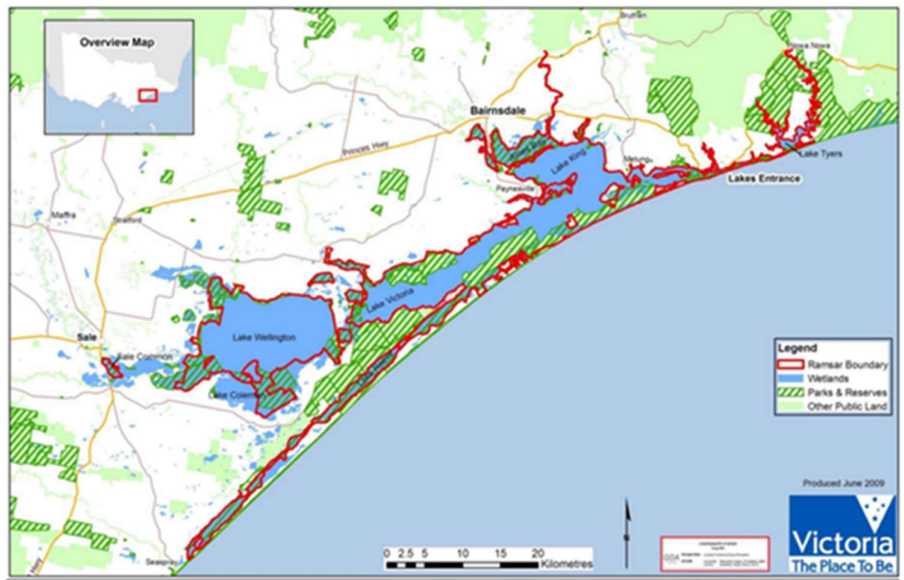 Overview Map
Bruthen
Nowa Nowa
Bairnsdale
Princes Hwy
Lake King
Metung
Lake Tyers
Paynesville
Lakes Entrance
Maffra
Stratford
Lake Victoria
Lake Wellington
Sale
Sale Common
Lake Coleman
Legend
Ramsar Boundary
Wetlands
Parks & Reserves
Other Public Land
Produced June 2009
Seaspray
Hwy
0 2.5 5 10 15 20
Kilometres
N
Victoria
The Place To Be